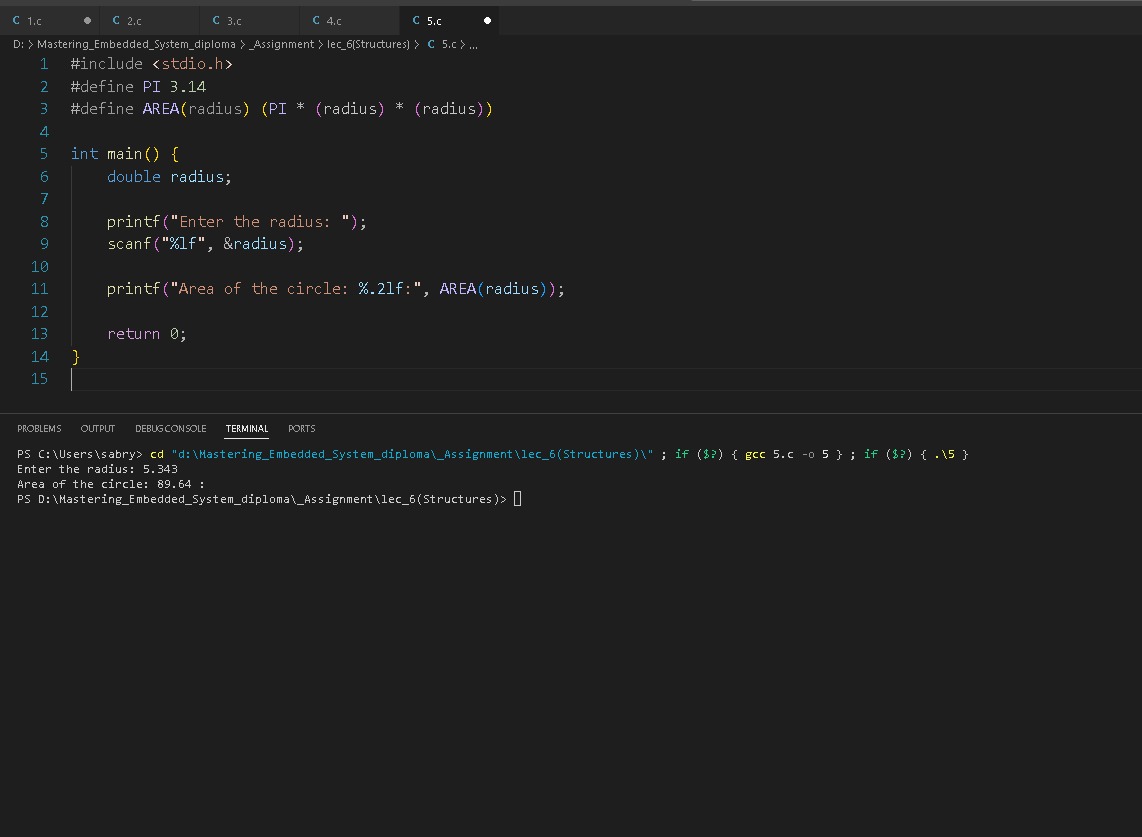 C 1.c ● C 2.c C 3.c C 4.c C 5.c ●
D: > Mastering_Embedded_System_diploma > _Assignment > lec_6(Structures) > C 5.c > ...
1 #include <stdio.h>
2 #define PI 3.14
3 #define AREA(radius) (PI * (radius) * (radius))
4
5 int main() {
6 double radius;
7
8 printf("Enter the radius: ");
9 scanf("%lf", &radius);
10
11 printf("Area of the circle: %.2lf:", AREA(radius));
12
13 return 0;
14 }
15
PROBLEMS OUTPUT DEBUG CONSOLE TERMINAL PORTS
PS C:\Users\sabry> cd "d:\Mastering_Embedded_System_diploma\_Assignment\lec_6(Structures)\" ; if ($?) { gcc 5.c -o 5 } ; if ($?) { .\5 }
Enter the radius: 5.343
Area of the circle: 89.64 :
PS D:\Mastering_Embedded_System_diploma\_Assignment\lec_6(Structures)>